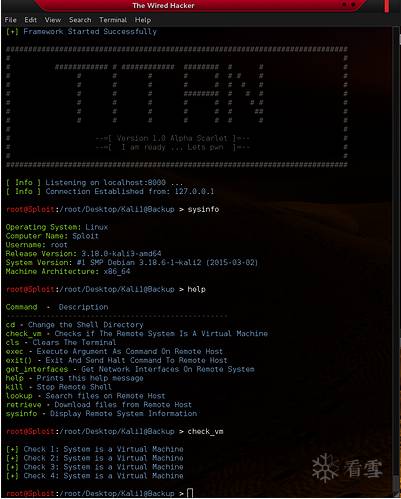 The Wired Hacker
File Edit View Search Terminal Help
[+] Framework Started Successfully
TITAN
--=[ Version 1.0 Alpha Scarlet ]=--
--=[ I am ready ... Lets pwn ]=--
[ Info ] Listening on localhost:8000 ...
[ Info ] Connection Established from: 127.0.0.1
root@Sploit:/root/Desktop/Kali1@Backup > sysinfo
Operating System: Linux
Computer Name: Sploit
Username: root
Release Version: 3.18.0-kali3-amd64
System Version: #1 SMP Debian 3.18.6-1~kali2 (2015-03-02)
Machine Architecture: x86_64
root@Sploit:/root/Desktop/Kali1@Backup > help
Command - Description
cd - Change the Shell Directory
check_vm - Checks if The Remote System Is A Virtual Machine
cls - Clears The Terminal
exec - Execute Argument As Command On Remote Host
exit() - Exit And Send Halt Command To Remote Host
get_interfaces - Get Network Interfaces On Remote System
help - Prints this help message
kill - Stop Remote Shell
lookup - Search files on Remote Host
retrieve - Download files from Remote Host
sysinfo - Display Remote System Information
root@Sploit:/root/Desktop/Kali1@Backup > check_vm
[+] Check 1: System is a Virtual Machine
[+] Check 2: System is a Virtual Machine
[+] Check 3: System is a Virtual Machine
[+] Check 4: System is a Virtual Machine
root@Sploit:/root/Desktop/Kali1@Backup >
看雪